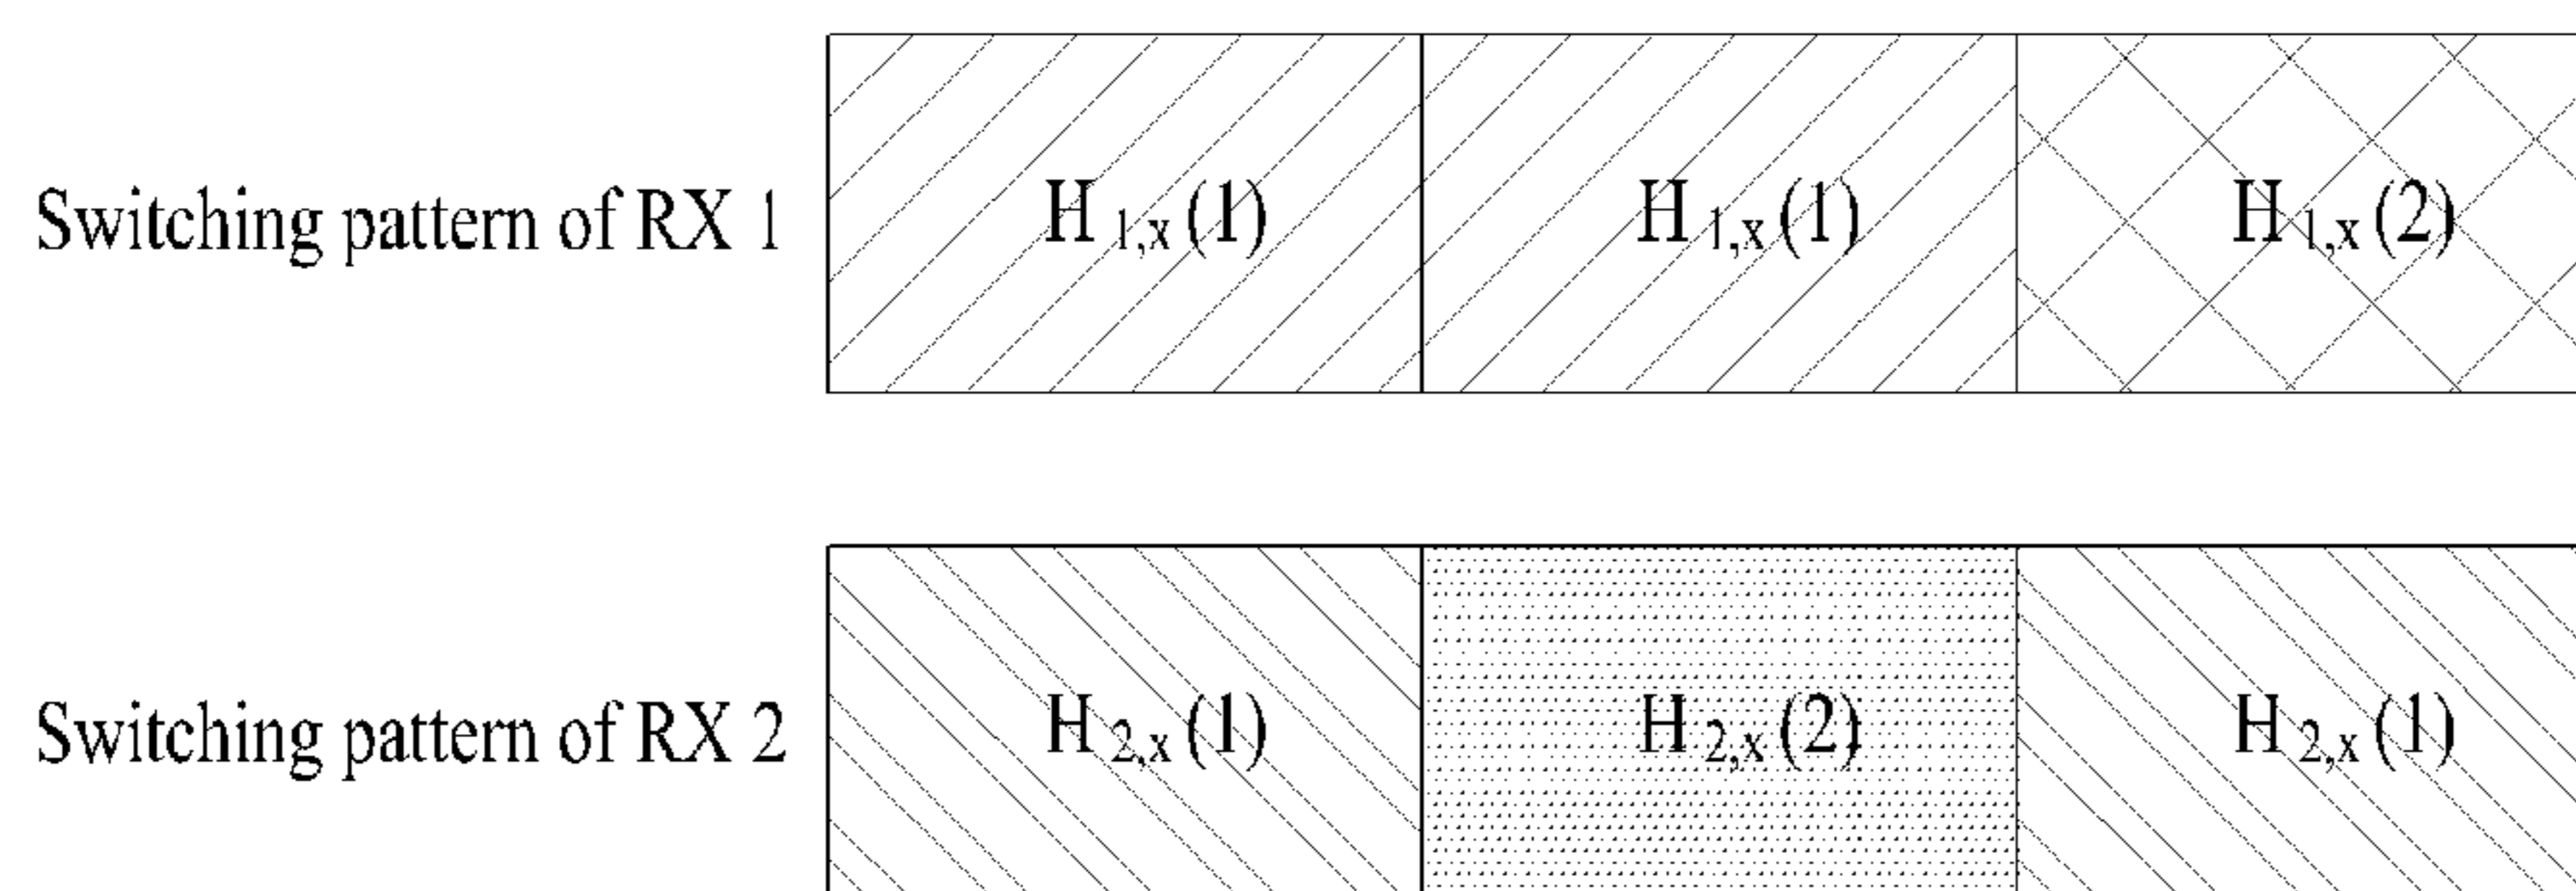 Switching pattern of RX 1 H 1,x (1) H 1,x (1) H 1,x (2)
Switching pattern of RX 2 H 2,x (1) H 2,x (2) H 2,x (1)